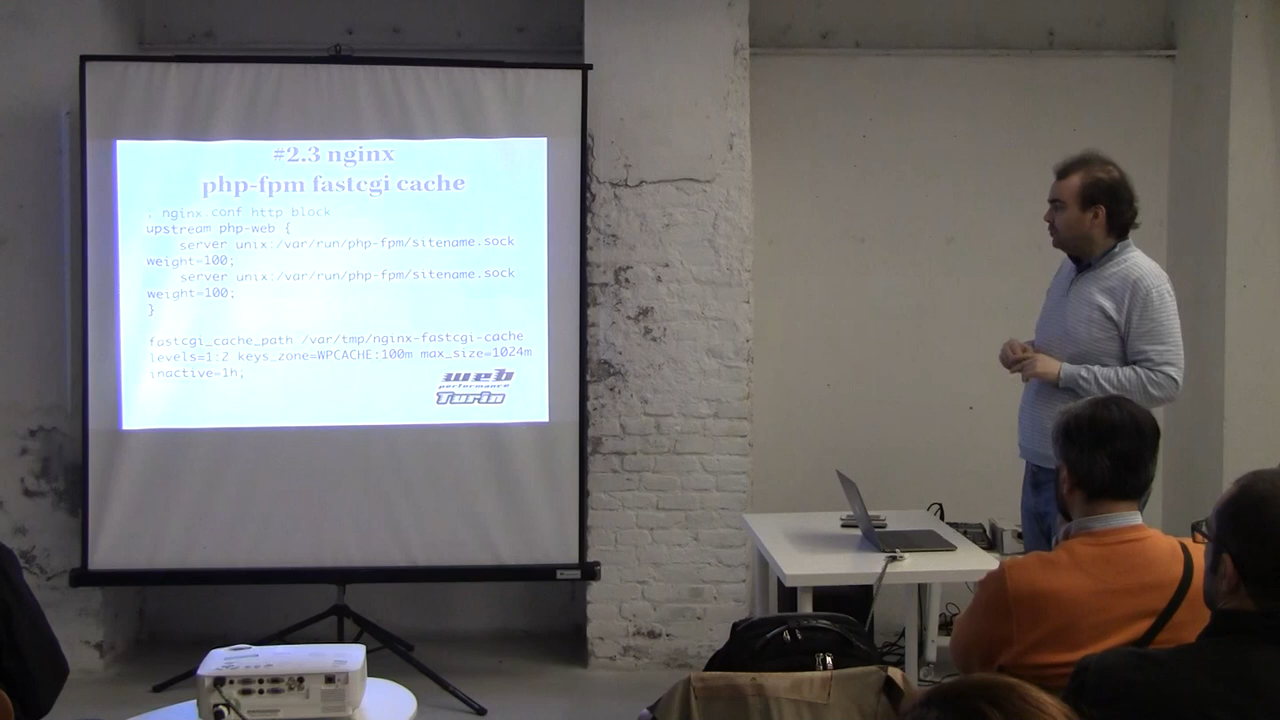 #2.3 nginx
php-fpm fastcgi cache
; nginx.conf http block
upstream php-web {
server unix:/var/run/php-fpm/sitename.sock
weight=100;
server unix:/var/run/php-fpm/sitename.sock
weight=100;
}
fastcgi_cache_path /var/tmp/nginx-fastcgi-cache
levels=1:2 keys_zone=WPCACHE:100m max_size=1024m
inactive=1h;
web
performance
Turin